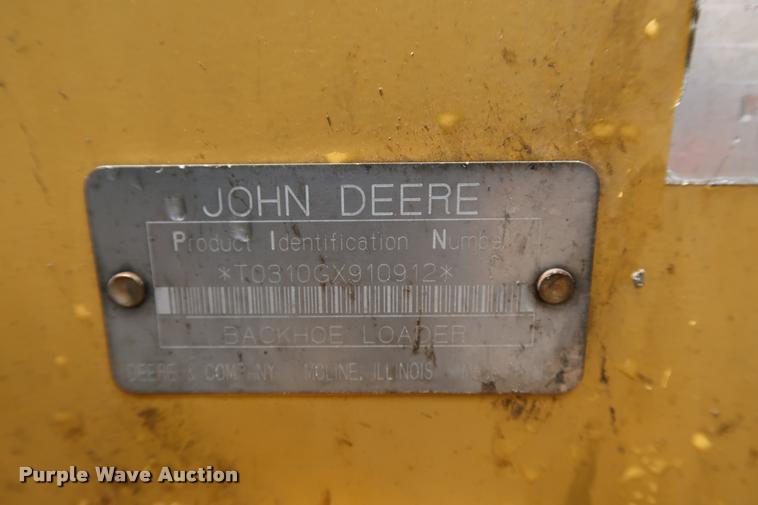 JOHN DEERE
Product Identification Number
*T0310GX910912*
BACKHOE LOADER
DEERE & COMPANY MOLINE, ILLINOIS
Purple Wave Auction